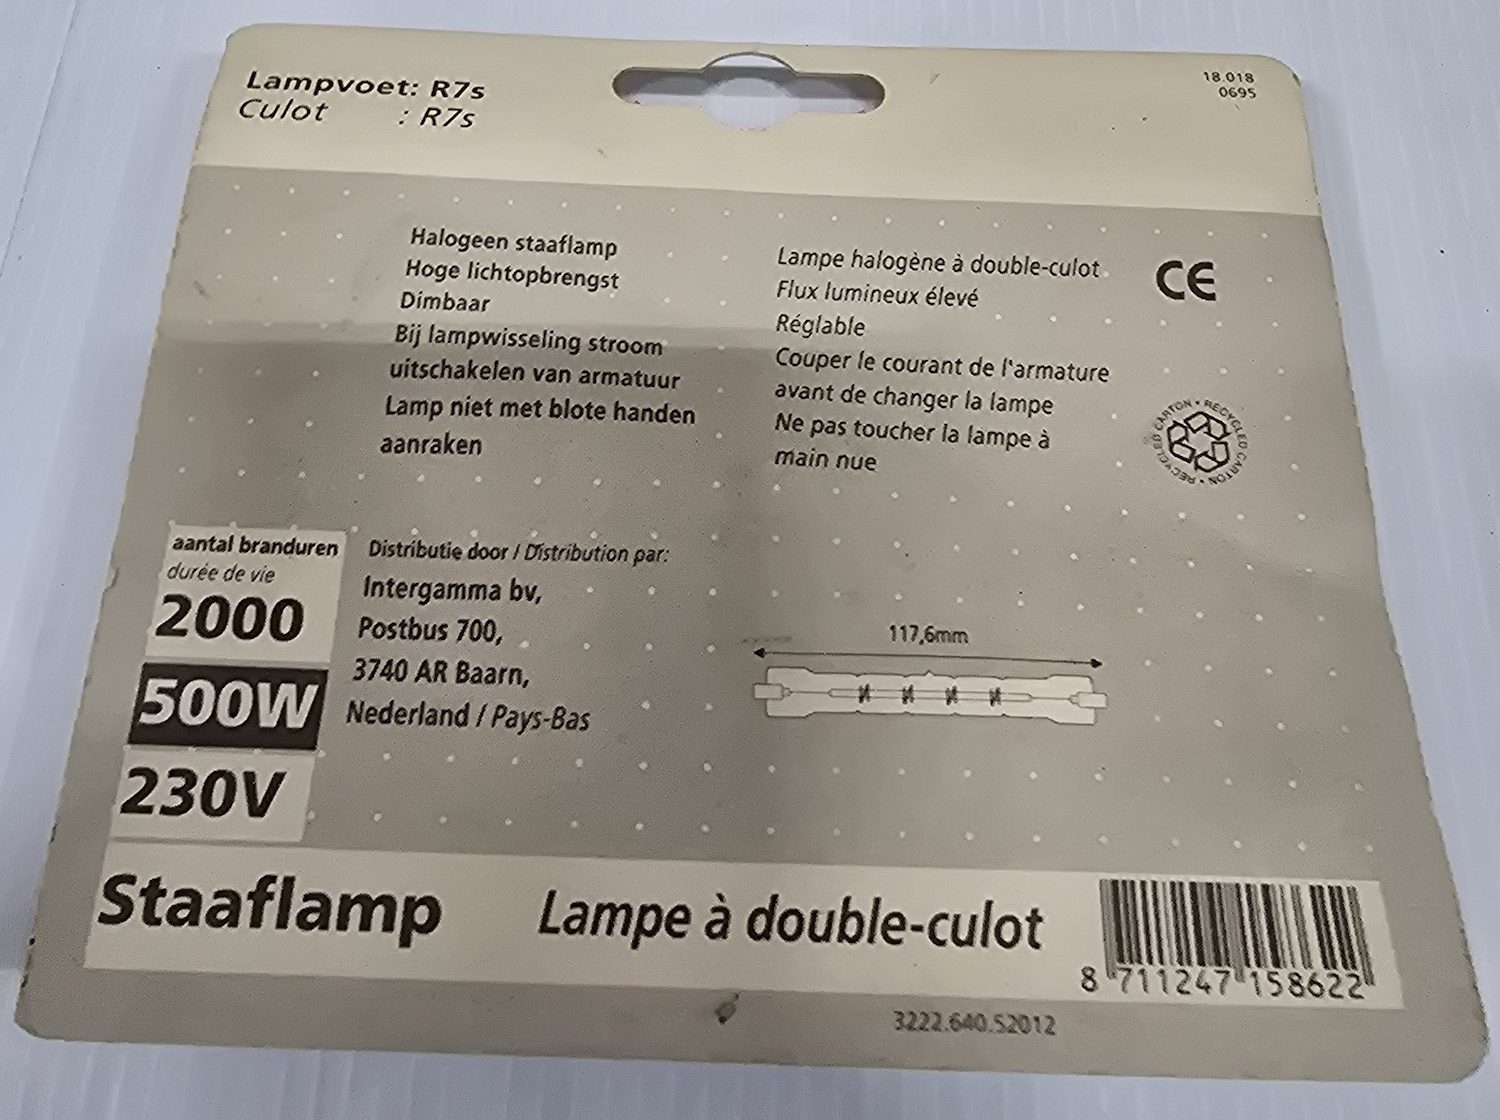 Lampvoet: R7s
Culot : R7s
18.018
0695
Halogeen staaflamp
Hoge lichtopbrengst
Dimbaar
Bij lampwisseling stroom
uitschakelen van armatuur
Lamp niet met blote handen
aanraken
Lampe halogène à double-culot
Flux lumineux élevé
Réglable
Couper le courant de l'armature
avant de changer la lampe
Ne pas toucher la lampe à
main nue
CE
RECYCLED CARTON • RECYCLED CARTON •
aantal branduren
durée de vie
2000
500W
230V
Distributie door / Distribution par:
Intergamma bv,
Postbus 700,
3740 AR Baarn,
Nederland / Pays-Bas
117,6mm
Staaflamp
Lampe à double-culot
8 711247 158622
3222.640.52012